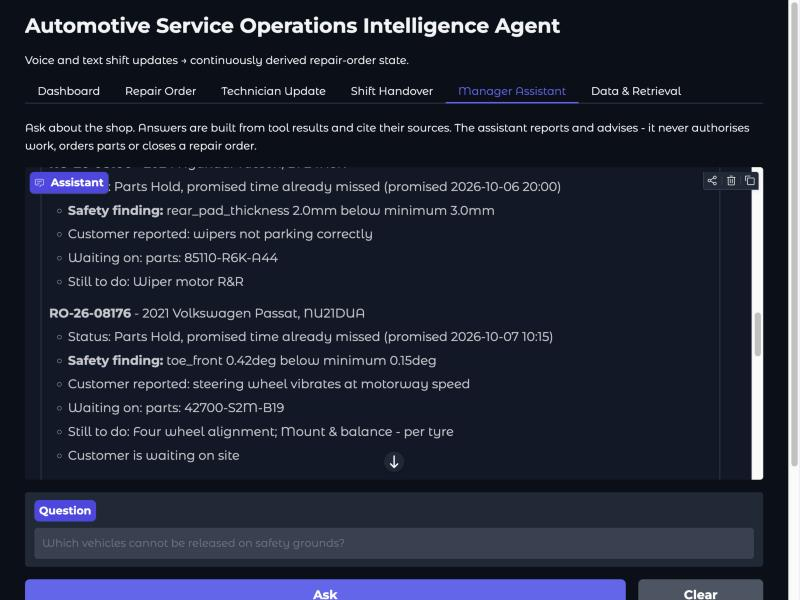 Automotive Service Operations Intelligence Agent
Voice and text shift updates → continuously derived repair-order state.
Dashboard Repair Order Technician Update Shift Handover Manager Assistant Data & Retrieval
Ask about the shop. Answers are built from tool results and cite their sources. The assistant reports and advises - it never authorises
work, orders parts or closes a repair order.
Assistant
: Parts Hold, promised time already missed (promised 2026-10-06 20:00)
Safety finding: rear_pad_thickness 2.0mm below minimum 3.0mm
Customer reported: wipers not parking correctly
Waiting on: parts: 85110-R6K-A44
Still to do: Wiper motor R&R
RO-26-08176 - 2021 Volkswagen Passat, NU21DUA
Status: Parts Hold, promised time already missed (promised 2026-10-07 10:15)
Safety finding: toe_front 0.42deg below minimum 0.15deg
Customer reported: steering wheel vibrates at motorway speed
Waiting on: parts: 42700-S2M-B19
Still to do: Four wheel alignment; Mount & balance - per tyre
Customer is waiting on site
Question
Which vehicles cannot be released on safety grounds?
Ask
Clear